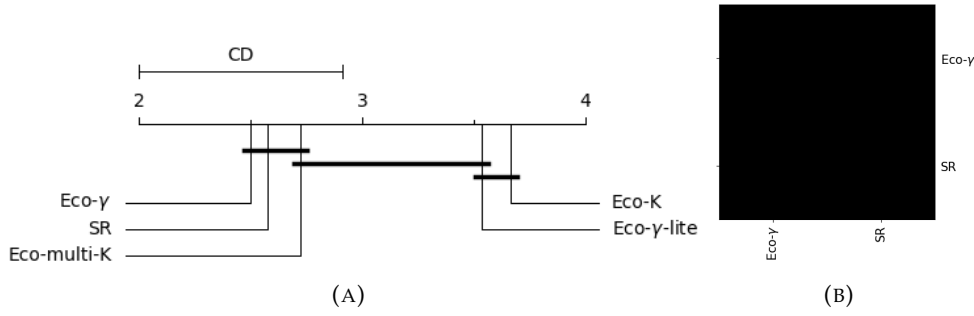 CD
2 3 4
Eco-γ
SR
Eco-multi-K
Eco-K
Eco-γ-lite
(A)
Eco-γ
SR
Eco-γ
SR
(B)